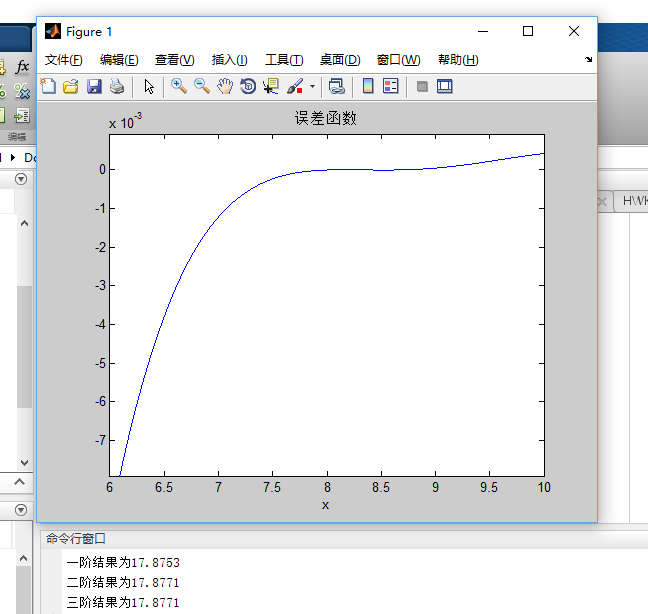 Figure 1
文件(F) 编辑(E) 查看(V) 插入(I) 工具(T) 桌面(D) 窗口(W) 帮助(H)
fx
编辑
HWK
误差函数
x 10^-3
0
-1
-2
-3
-4
-5
-6
-7
6 6.5 7 7.5 8 8.5 9 9.5 10
x
命令行窗口
一阶结果为17.8753
二阶结果为17.8771
三阶结果为17.8771